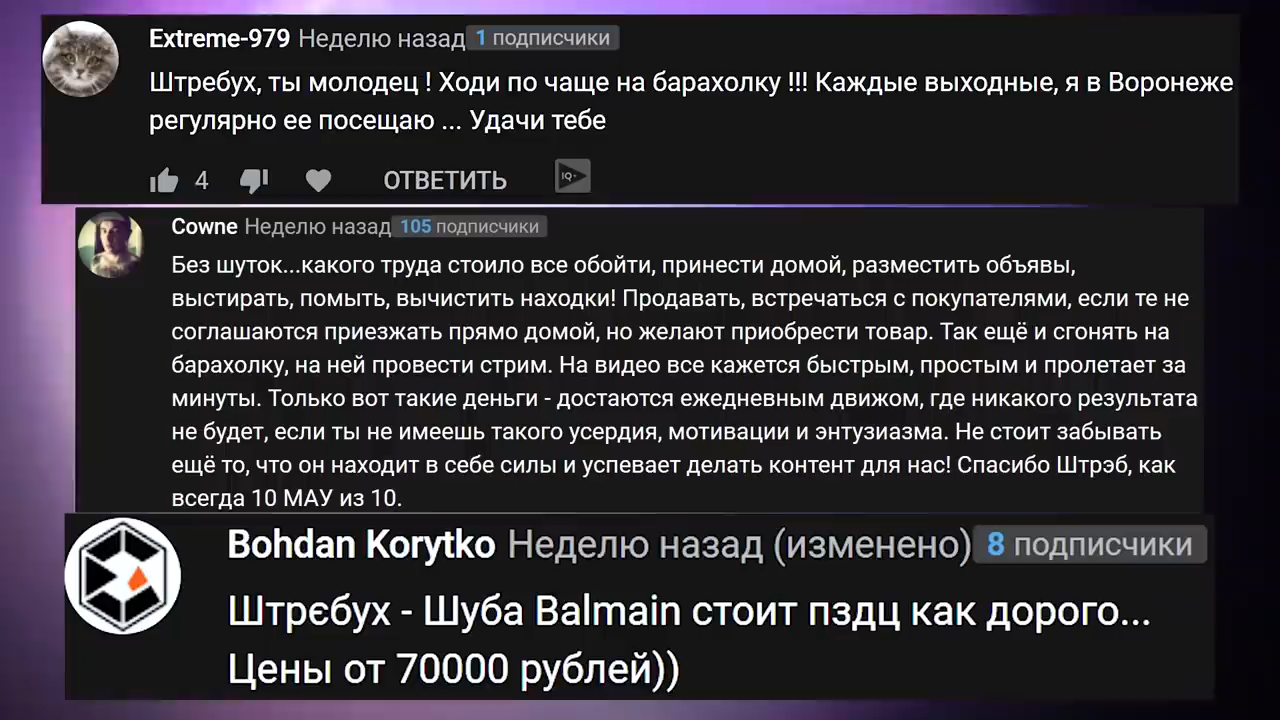 Extreme-979 Неделю назад 1 подписчики
Штребух, ты молодец ! Ходи по чаще на барахолку !!! Каждые выходные, я в Воронеже
регулярно ее посещаю ... Удачи тебе
4 ОТВЕТИТЬ IQ+
Cowne Неделю назад 105 подписчики
Без шуток...какого труда стоило все обойти, принести домой, разместить объявы,
выстирать, помыть, вычистить находки! Продавать, встречаться с покупателями, если те не
соглашаются приезжать прямо домой, но желают приобрести товар. Так ещё и сгонять на
барахолку, на ней провести стрим. На видео все кажется быстрым, простым и пролетает за
минуты. Только вот такие деньги - достаются ежедневным движом, где никакого результата
не будет, если ты не имеешь такого усердия, мотивации и энтузиазма. Не стоит забывать
ещё то, что он находит в себе силы и успевает делать контент для нас! Спасибо Штрэб, как
всегда 10 МАУ из 10.
Bohdan Korytko Неделю назад (изменено) 8 подписчики
Штрєбух - Шуба Balmain стоит пздц как дорого...
Цены от 70000 рублей))